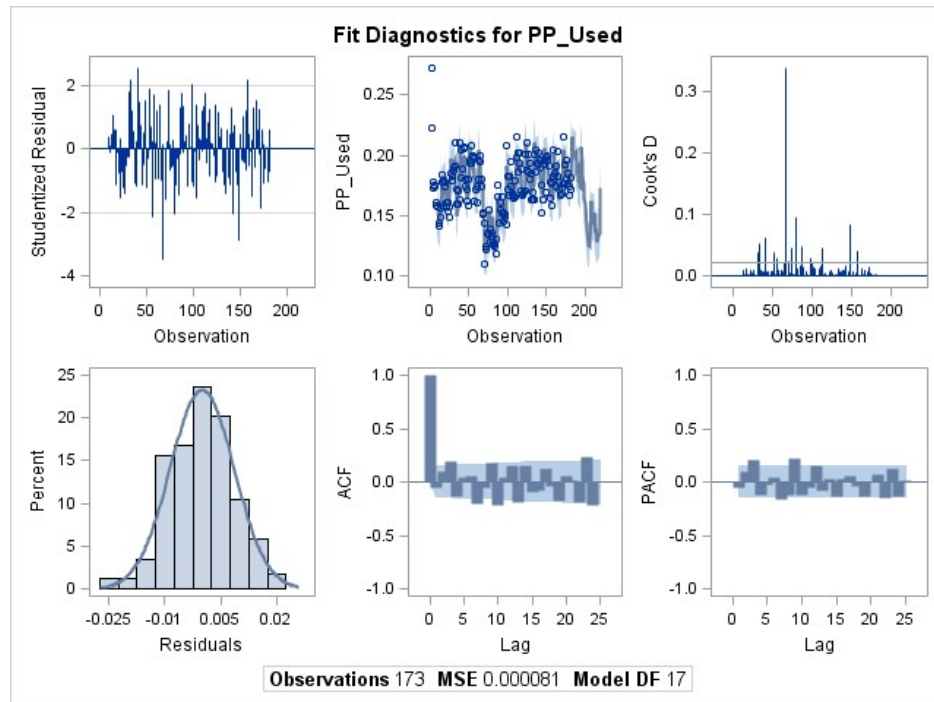 Fit Diagnostics for PP_Used
Studentized Residual
2
0
-2
-4
0 50 100 150 200
Observation
PP_Used
0.25
0.20
0.15
0.10
0 50 100 150 200
Observation
Cook's D
0.3
0.2
0.1
0.0
0 50 100 150 200
Observation
Percent
25
20
15
10
5
0
-0.025 -0.01 0.005 0.02
Residuals
ACF
1.0
0.5
0.0
-0.5
-1.0
0 5 10 15 20 25
Lag
PACF
1.0
0.5
0.0
-0.5
-1.0
0 5 10 15 20 25
Lag
Observations 173 MSE 0.000081 Model DF 17